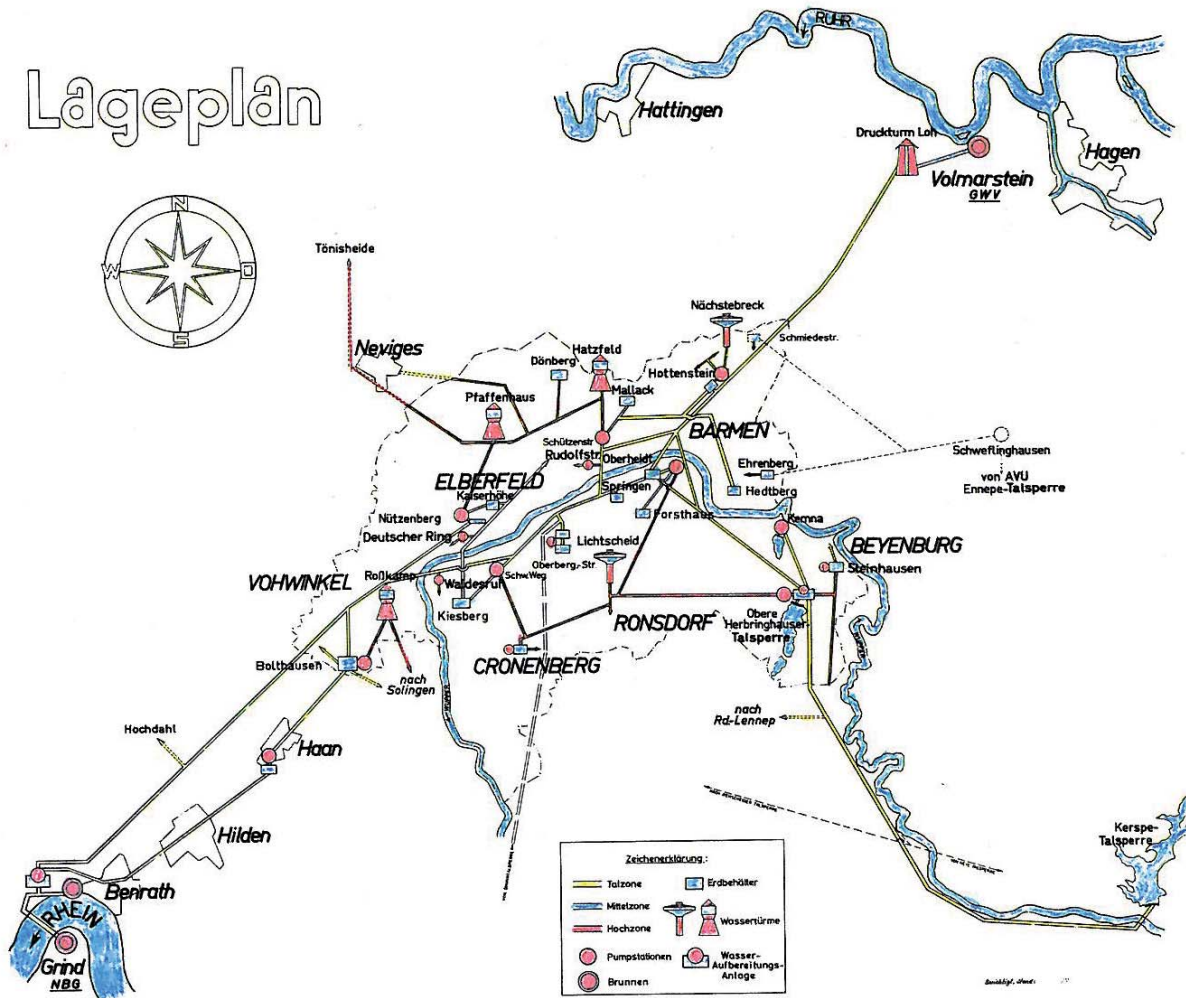 Lageplan
N
W
O
S
RUHR
Hattingen
Hagen
Druckturm Loh
Volmarstein
GWV
Tönisheide
Neviges
Hatzfeld
Dönberg
Mallack
Pfaffenhaus
Nächstebreck
Schmiedestr.
Hottenstein
BARMEN
Schützenstr
Rudolfstr.
Oberheidt
ELBERFELD
Kaiserhöhe
Springen
Ehrenberg
Hedtberg
Schweflinghausen
von AVU
Ennepe-Talsperre
Nützenberg
Deutscher Ring
Forsthaus
Kemna
BEYENBURG
Steinhausen
Lichtscheid
Oberberg.-Str.
VOHWINKEL
Roßkamp
Waldesruh
Schw.Weg
Kiesberg
RONSDORF
Obere
Herbringhauser-
Talsperre
CRONENBERG
Bolthausen
nach
Solingen
nach
Rd-Lennep
Hochdahl
Haan
Hilden
Benrath
RHEIN
Grind
NBG
WUPPER
WUPPER
Kerspe-
Talsperre
Zeichenerklärung:
Talzone
Erdbehälter
Mittelzone
Wassertürme
Hochzone
Pumpstationen
Wasser-
Aufbereitungs-
Anlage
Brunnen